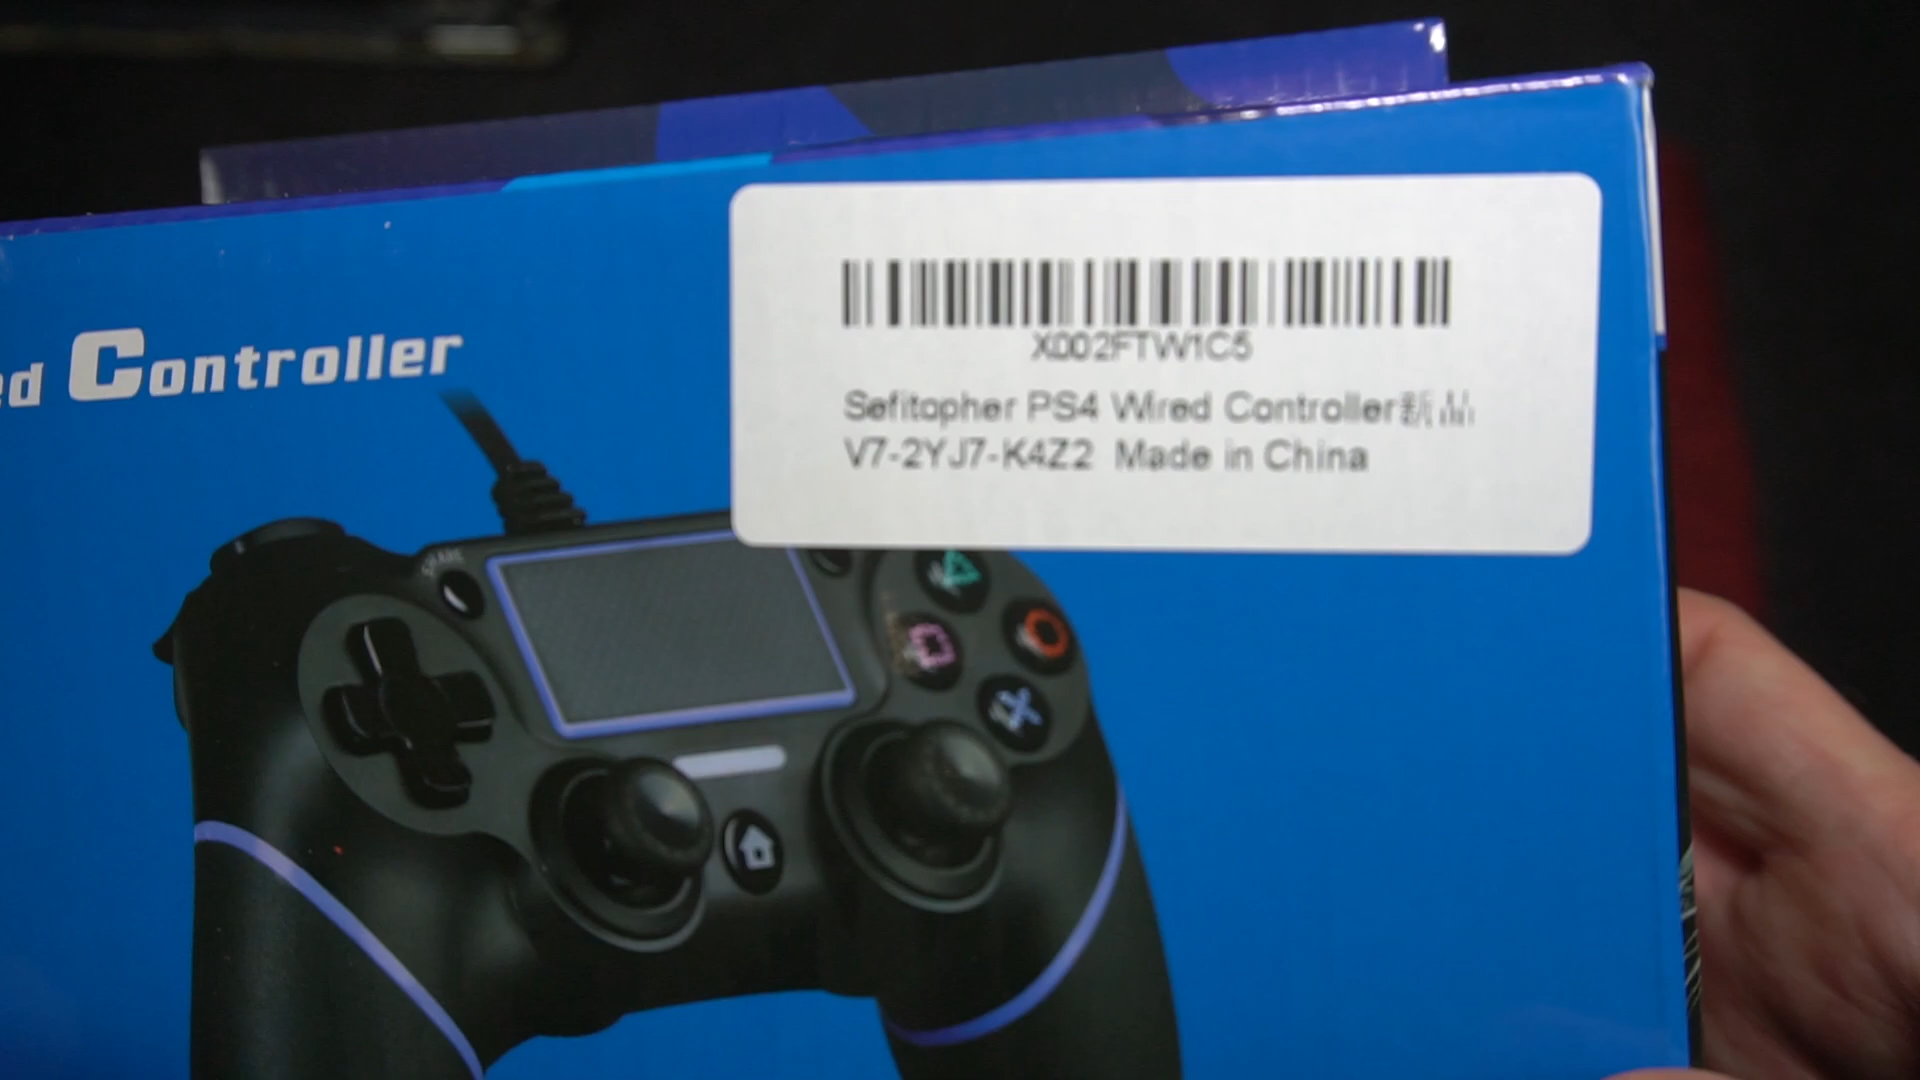 ed Controller
X002FTW1C5
Sefitopher PS4 Wired Controller新品
V7-2YJ7-K4Z2 Made in China
SHARE